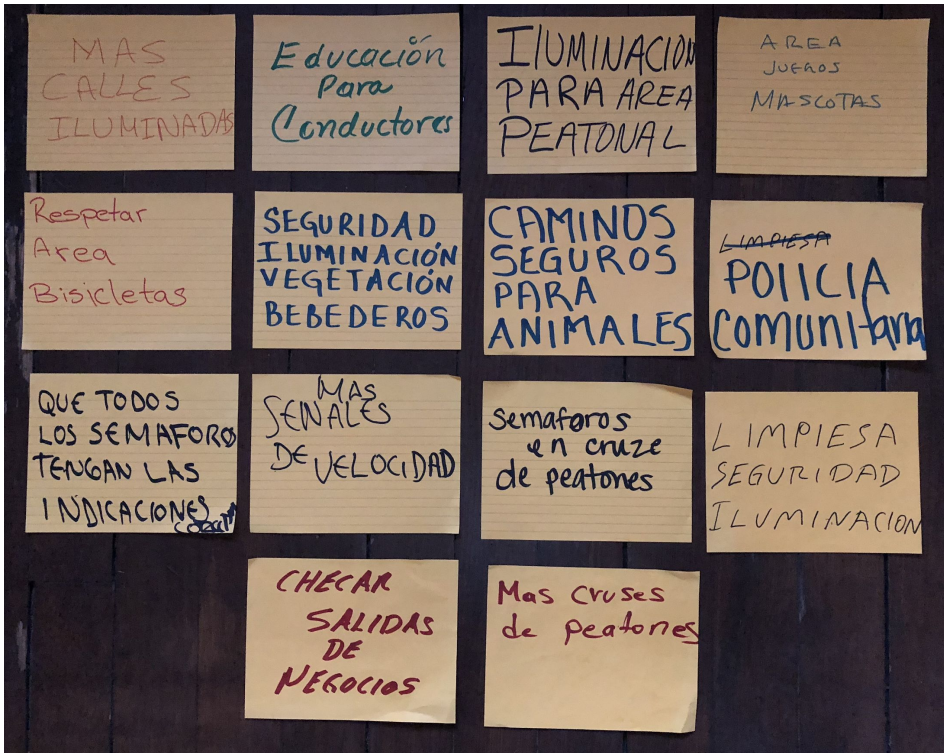 MAS
CALLES
ILUMINADAS
Educación
Para
Conductores
ILUMINACION
PARA AREA
PEATONAL
AREA
JUEGOS
MASCOTAS
Respetar
Area
Bisicletas
SEGURIDAD
ILUMINACIÓN
VEGETACIÓN
BEBEDEROS
CAMINOS
SEGUROS
PARA
ANIMALES
LIMPIESA
POLICIA
Comunitaria
QUE TODOS
LOS SEMAFOROS
TENGAN LAS
INDICACIONES
MAS
SEÑALES
DE VELOCIDAD
Semaforos
en cruze
de peatones
LIMPIESA
SEGURIDAD
ILUMINACION
CHECAR
SALIDAS
DE
NEGOCIOS
Mas cruses
de peatones